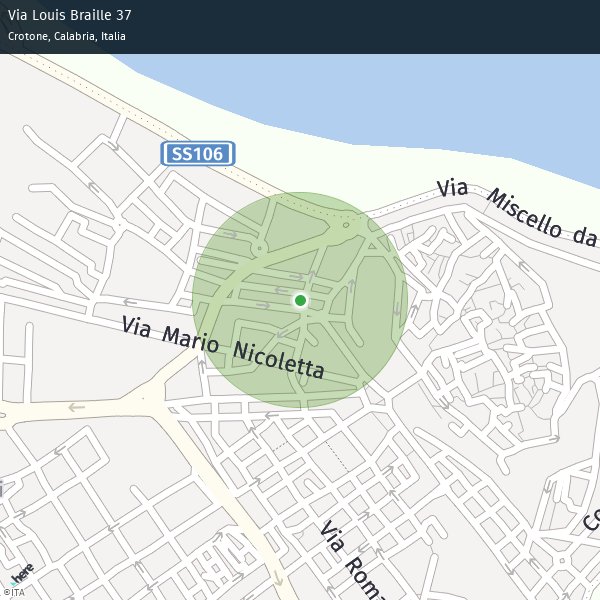 Via Louis Braille 37
Crotone, Calabria, Italia
SS106
Via Miscello da
Via Mario Nicoletta
Via Roma
here
©ITA